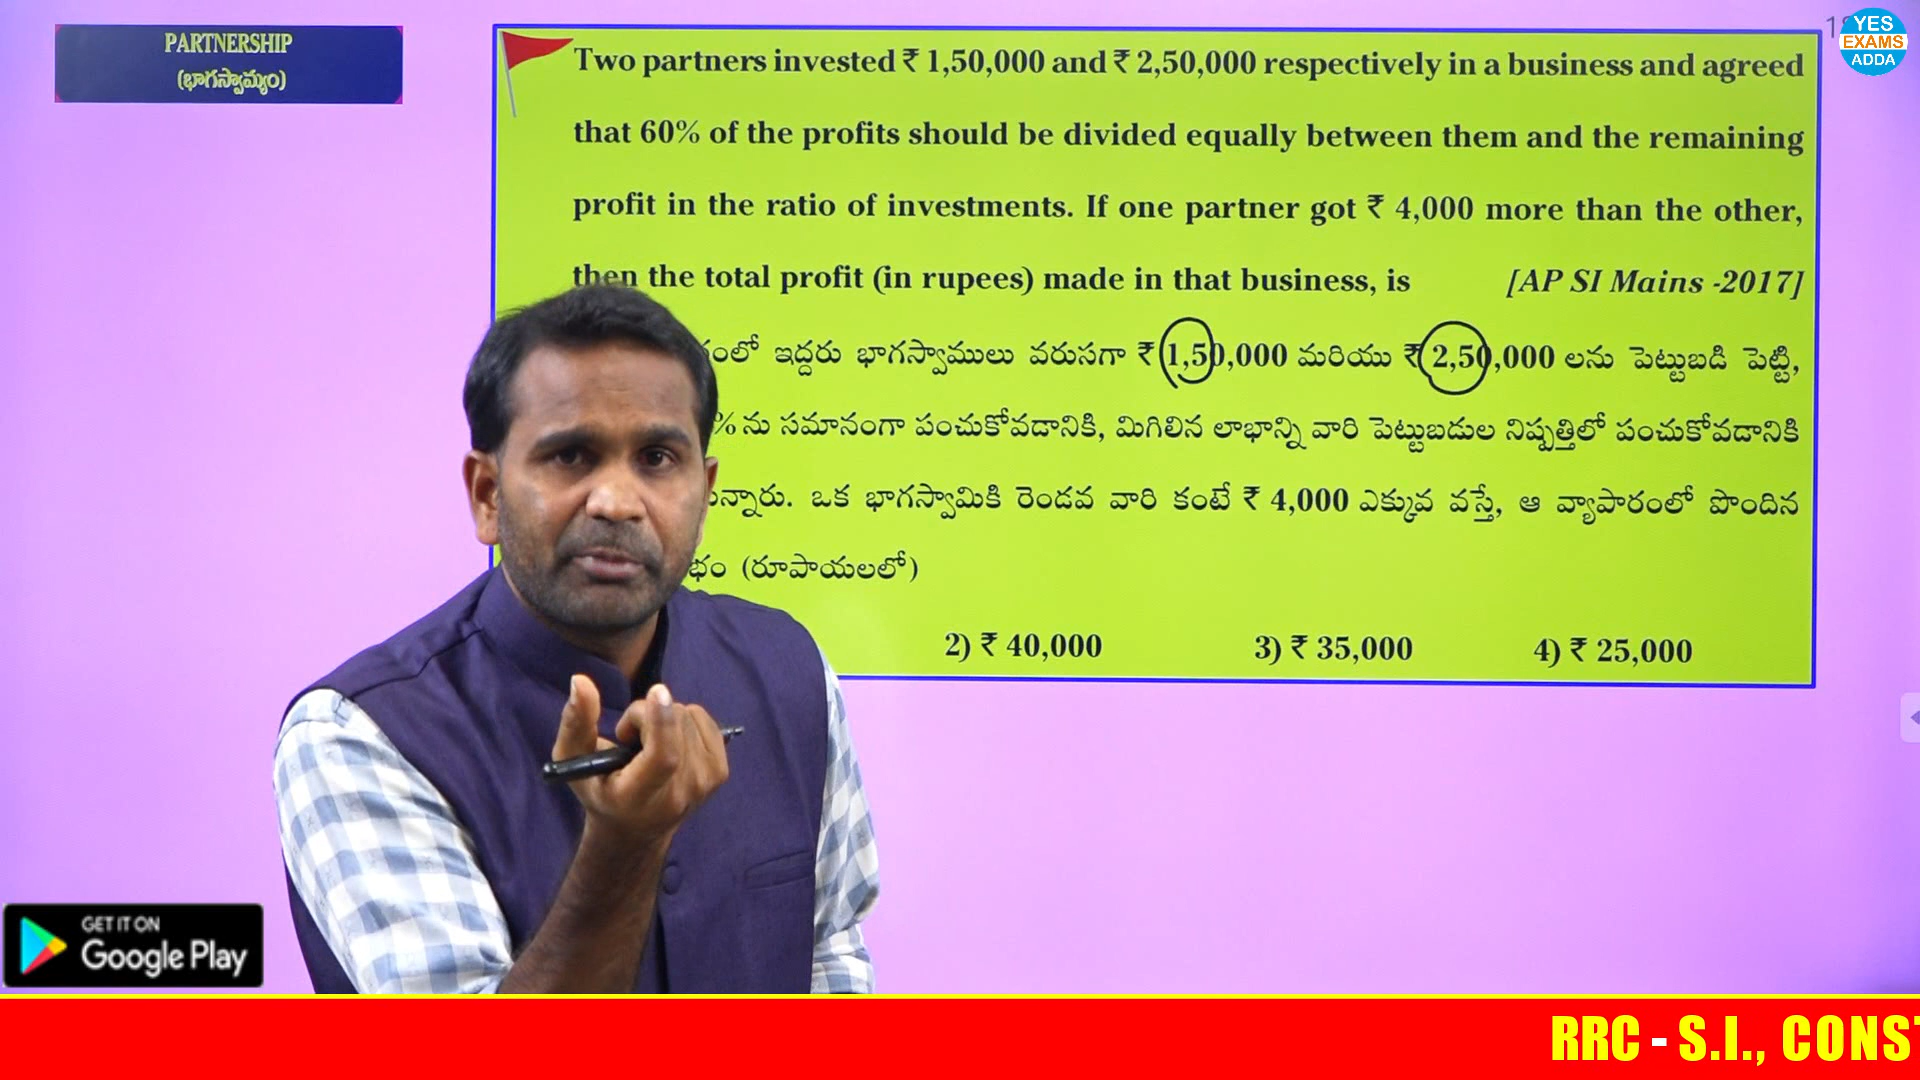 PARTNERSHIP
(భాగస్వామ్యం)
YES
EXAMS
ADDA
Two partners invested ₹ 1,50,000 and ₹ 2,50,000 respectively in a business and agreed
that 60% of the profits should be divided equally between them and the remaining
profit in the ratio of investments. If one partner got ₹ 4,000 more than the other,
then the total profit (in rupees) made in that business, is [AP SI Mains -2017]
ఇద్దరు భాగస్వాములు వరుసగా ₹ 1,50,000 మరియు ₹ 2,50,000 లను పెట్టుబడి పెట్టి,
% ను సమానంగా పంచుకోవడానికి, మిగిలిన లాభాన్ని వారి పెట్టుబడుల నిష్పత్తిలో పంచుకోవడానికి
ఒక భాగస్వామికి రెండవ వారి కంటే ₹ 4,000 ఎక్కువ వస్తే, ఆ వ్యాపారంలో పొందిన
(రూపాయలలో)
2) ₹ 40,000 3) ₹ 35,000 4) ₹ 25,000
GET IT ON
Google Play
RRC - S.I., CONS